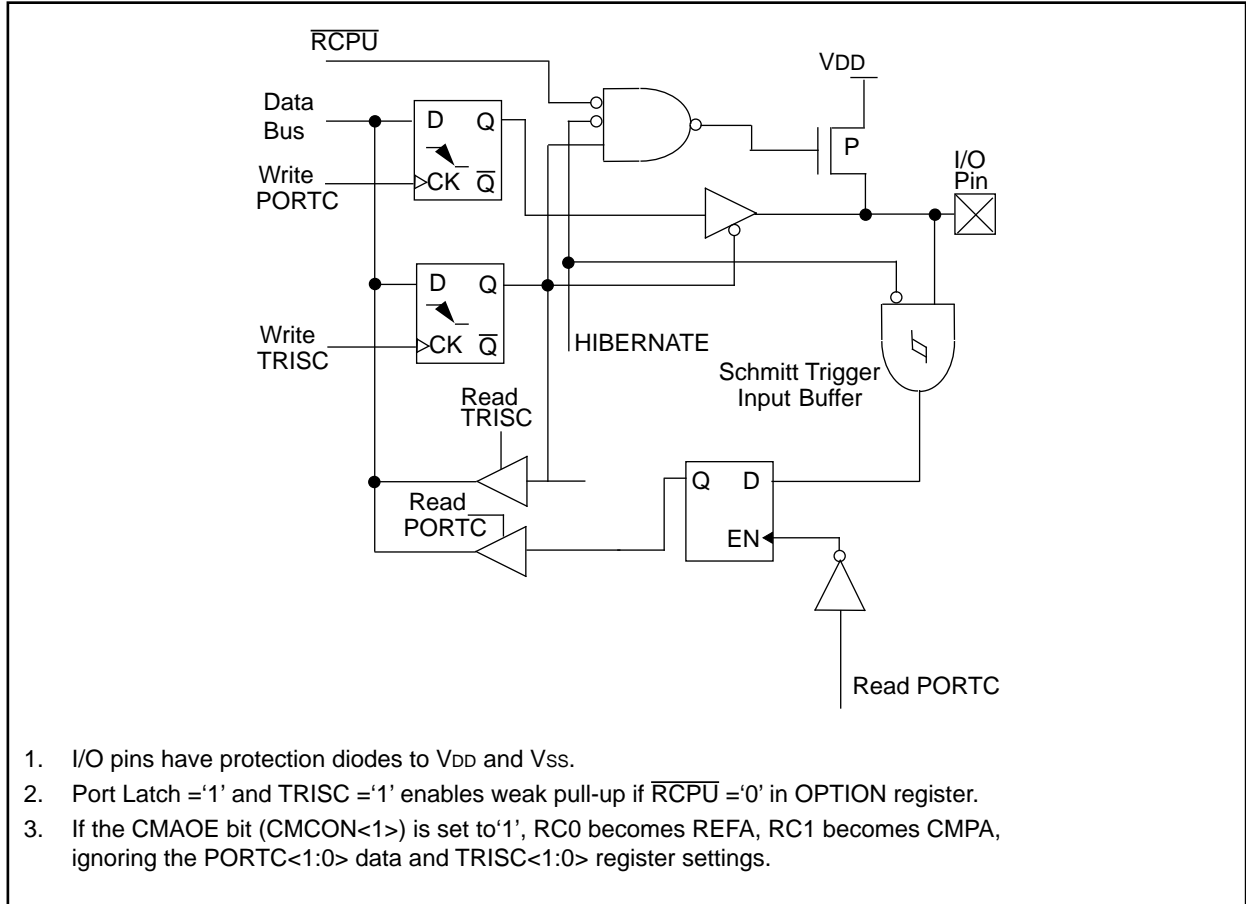 RCPU
VDD
Data
Bus
D Q
I/O
Pin
P
Write
PORTC
CK Q
D Q
Write
TRISC
CK Q
HIBERNATE
Schmitt Trigger
Input Buffer
Read
TRISC
Q D
Read
PORTC
EN
Read PORTC
1. I/O pins have protection diodes to VDD and VSS.
2. Port Latch =‘1’ and TRISC =‘1’ enables weak pull-up if RCPU =‘0’ in OPTION register.
3. If the CMAOE bit (CMCON<1>) is set to‘1’, RC0 becomes REFA, RC1 becomes CMPA,
ignoring the PORTC<1:0> data and TRISC<1:0> register settings.